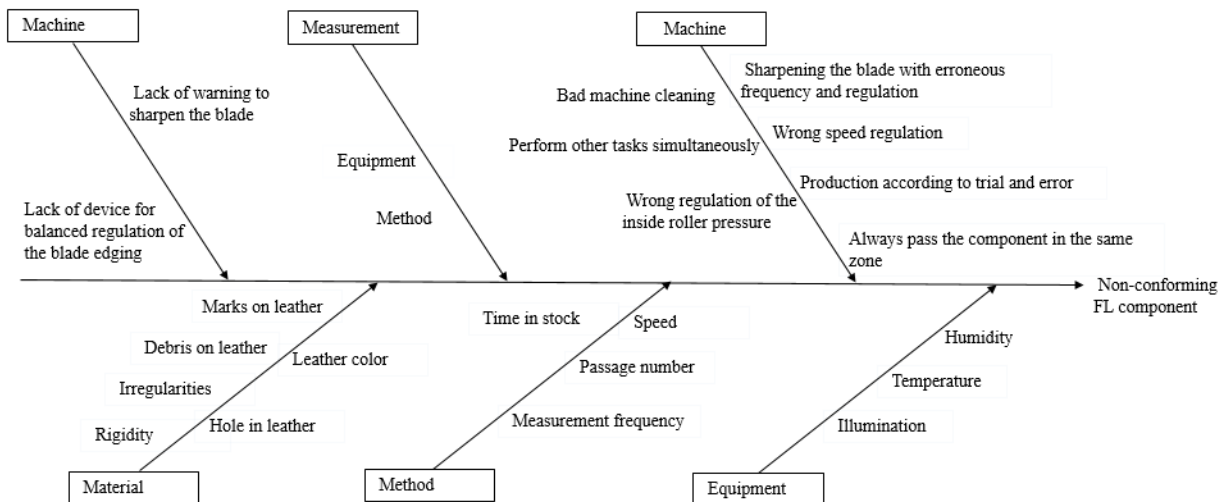 Machine
Measurement
Machine
Lack of warning to
sharpen the blade
Lack of device for
balanced regulation of
the blade edging
Equipment
Method
Bad machine cleaning
Perform other tasks simultaneously
Wrong regulation of the
inside roller pressure
Sharpening the blade with erroneous
frequency and regulation
Wrong speed regulation
Production according to trial and error
Always pass the component in the same
zone
Non-conforming
FL component
Marks on leather
Debris on leather
Irregularities
Rigidity
Leather color
Hole in leather
Time in stock
Speed
Passage number
Measurement frequency
Humidity
Temperature
Illumination
Material
Method
Equipment